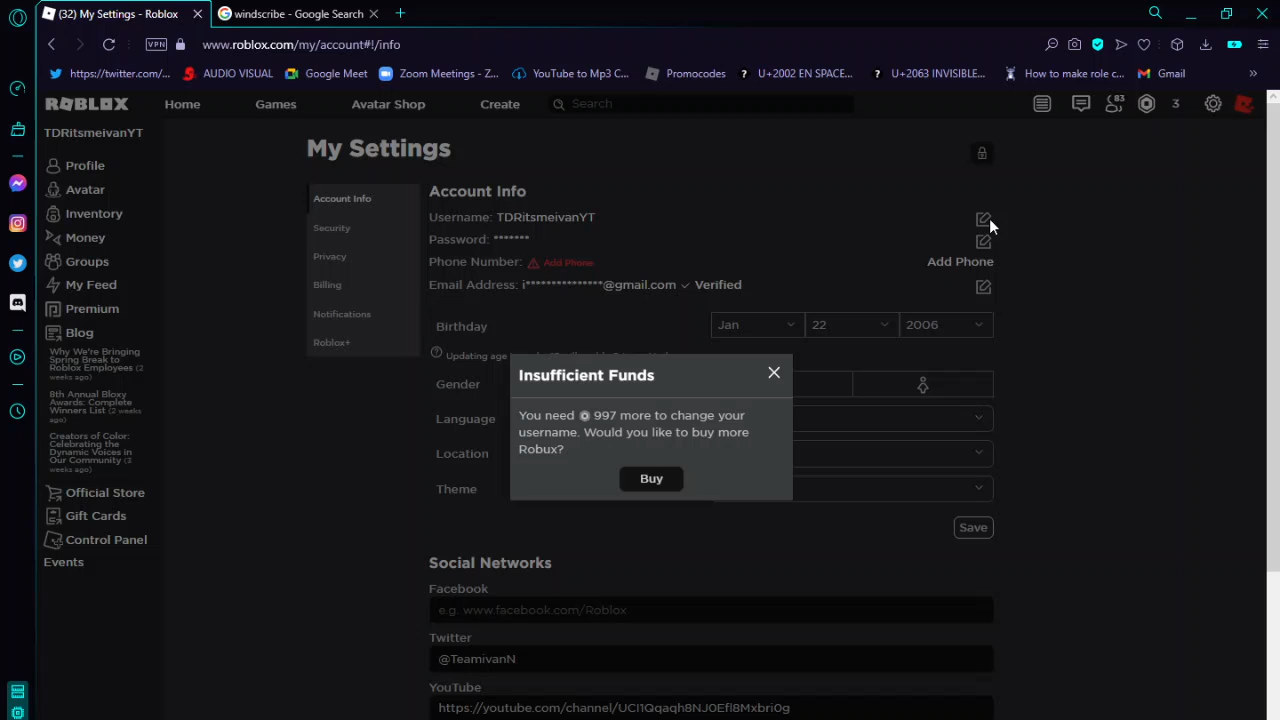 (32) My Settings - Roblox
windscribe - Google Search
VPN
www.roblox.com/my/account#!/info
https://twitter.com/...
AUDIO VISUAL
Google Meet
Zoom Meetings - Z...
YouTube to Mp3 C...
Promocodes
U+2002 EN SPACE...
U+2063 INVISIBLE...
How to make role c...
Gmail
ROBLOX
Home
Games
Avatar Shop
Create
Search
83
3
TDRitsmeivanYT
Profile
Avatar
Inventory
Money
Groups
My Feed
Premium
Blog
Why We're Bringing
Spring Break to
Roblox Employees (2
weeks ago)
8th Annual Bloxy
Awards: Complete
Winners List (2 weeks
ago)
Creators of Color:
Celebrating the
Dynamic Voices in
Our Community (3
weeks ago)
Official Store
Gift Cards
Control Panel
Events
My Settings
Account Info
Security
Privacy
Billing
Notifications
Roblox+
Account Info
Username: TDRitsmeivanYT
Password: *******
Phone Number: Add Phone
Add Phone
Email Address: i***************@gmail.com ✓ Verified
Birthday
Jan
22
2006
Updating age
Gender
Language
Location
Theme
Insufficient Funds
You need 997 more to change your
username. Would you like to buy more
Robux?
Buy
Save
Social Networks
Facebook
e.g. www.facebook.com/Roblox
Twitter
@TeamivanN
YouTube
https://youtube.com/channel/UCI1Qqaqh8NJ0Efl8Mxbri0g